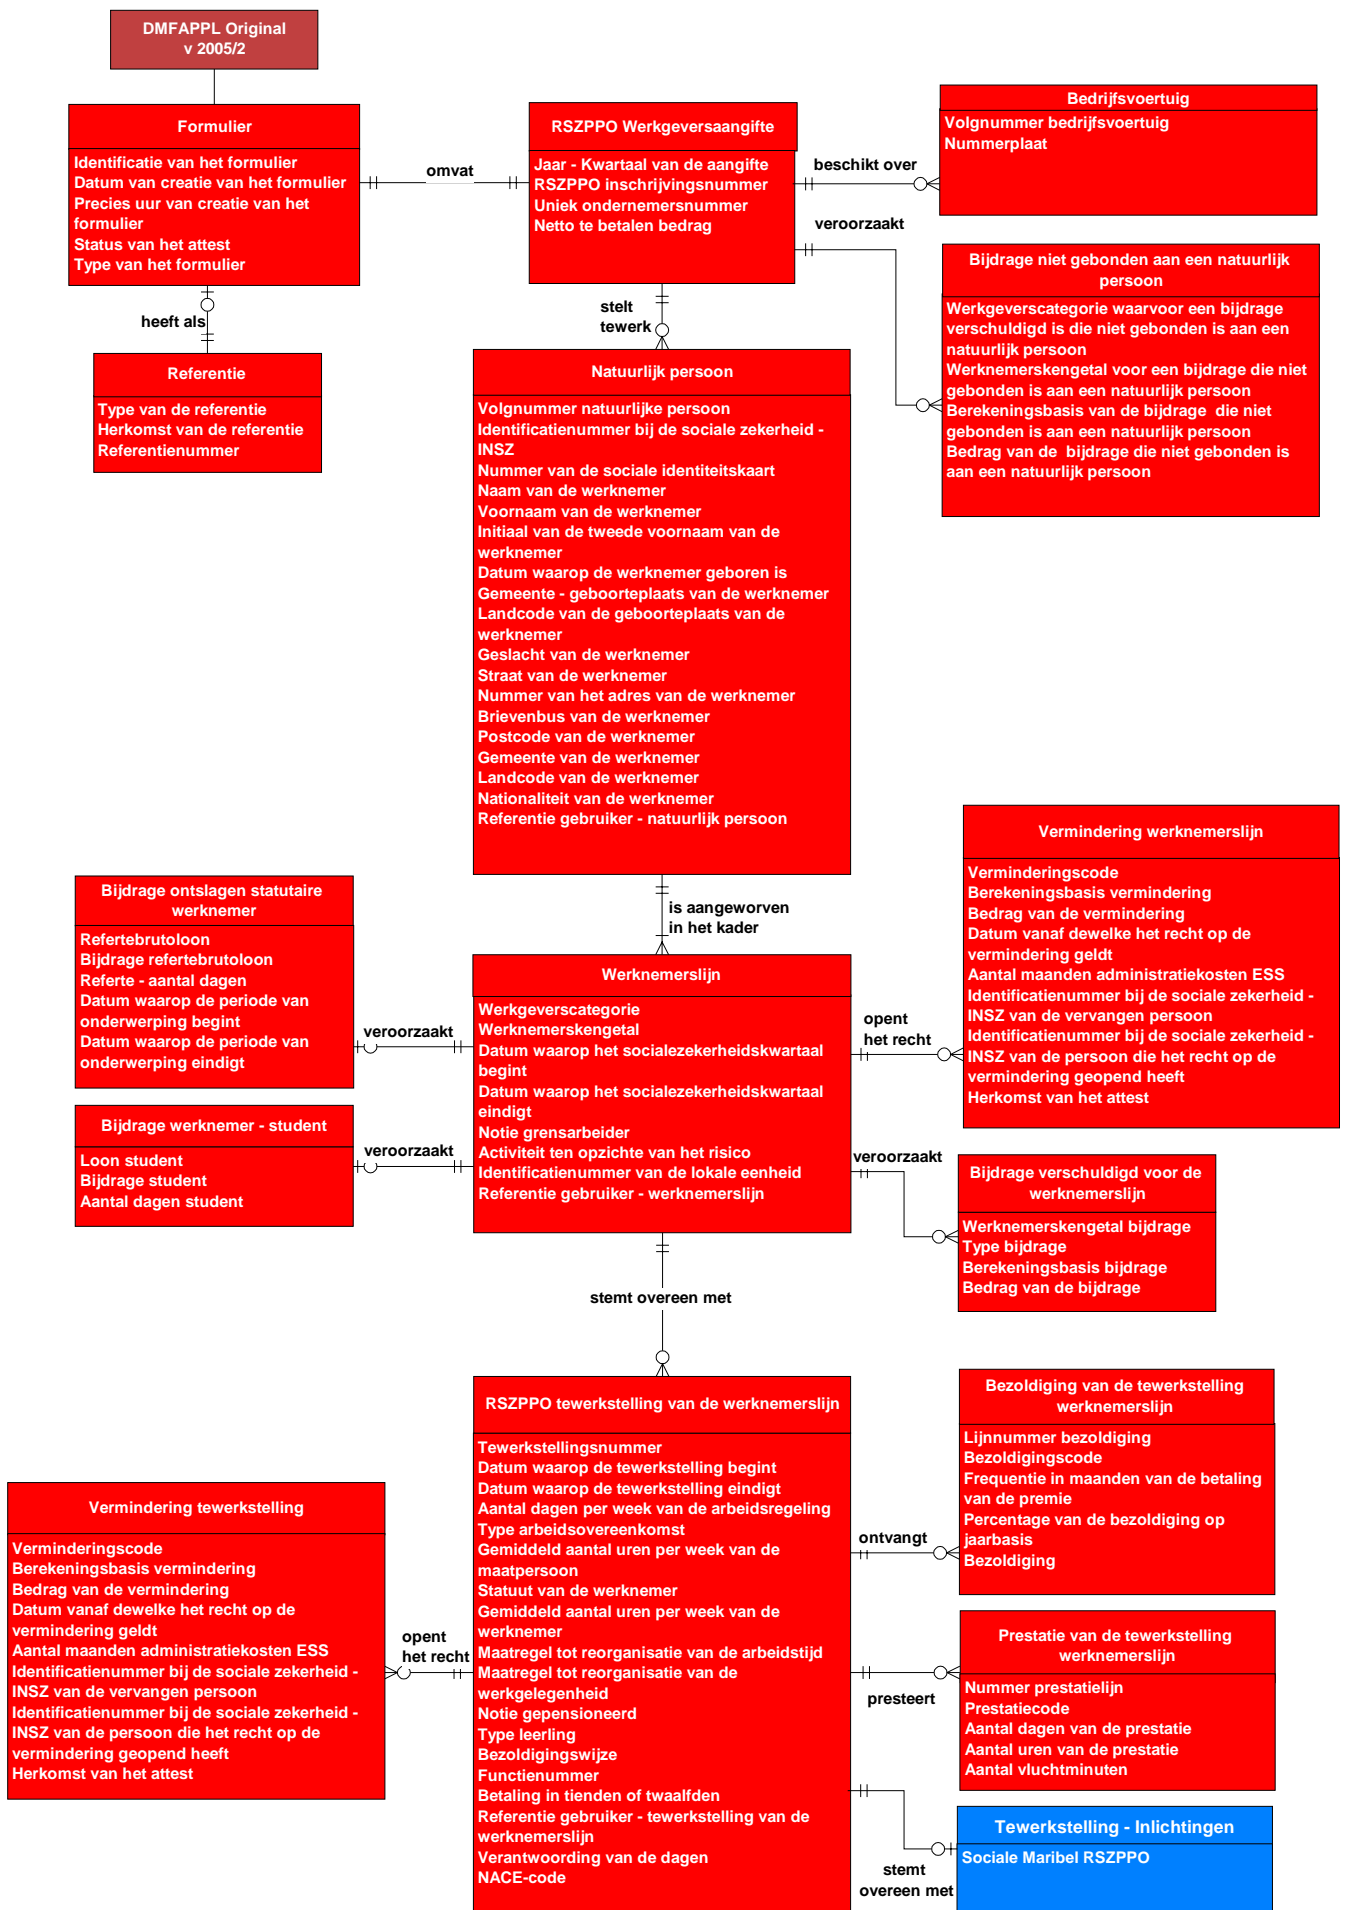 DMFAPPL Original
v 2005/2
Formulier
Identificatie van het formulier
Datum van creatie van het formulier
Precies uur van creatie van het
formulier
Status van het attest
Type van het formulier
omvat
RSZPPO Werkgeversaangifte
Jaar - Kwartaal van de aangifte
RSZPPO inschrijvingsnummer
Uniek ondernemersnummer
Netto te betalen bedrag
beschikt over
Bedrijfsvoertuig
Volgnummer bedrijfsvoertuig
Nummerplaat
veroorzaakt
Bijdrage niet gebonden aan een natuurlijk
persoon
Werkgeverscategorie waarvoor een bijdrage
verschuldigd is die niet gebonden is aan een
natuurlijk persoon
Werknemerskengetal voor een bijdrage die niet
gebonden is aan een natuurlijk persoon
Berekeningsbasis van de bijdrage  die niet
gebonden is aan een natuurlijk persoon
Bedrag van de  bijdrage die niet gebonden is
aan een natuurlijk persoon
heeft als
Referentie
Type van de referentie
Herkomst van de referentie
Referentienummer
stelt
tewerk
Natuurlijk persoon
Volgnummer natuurlijke persoon
Identificatienummer bij de sociale zekerheid -
INSZ
Nummer van de sociale identiteitskaart
Naam van de werknemer
Voornaam van de werknemer
Initiaal van de tweede voornaam van de
werknemer
Datum waarop de werknemer geboren is
Gemeente - geboorteplaats van de werknemer
Landcode van de geboorteplaats van de
werknemer
Geslacht van de werknemer
Straat van de werknemer
Nummer van het adres van de werknemer
Brievenbus van de werknemer
Postcode van de werknemer
Gemeente van de werknemer
Landcode van de werknemer
Nationaliteit van de werknemer
Referentie gebruiker - natuurlijk persoon
is aangeworven
in het kader
Bijdrage ontslagen statutaire
werknemer
Refertebrutoloon
Bijdrage refertebrutoloon
Referte - aantal dagen
Datum waarop de periode van
onderwerping begint
Datum waarop de periode van
onderwerping eindigt
veroorzaakt
Bijdrage werknemer - student
Loon student
Bijdrage student
Aantal dagen student
veroorzaakt
Werknemerslijn
Werkgeverscategorie
Werknemerskengetal
Datum waarop het socialezekerheidskwartaal
begint
Datum waarop het socialezekerheidskwartaal
eindigt
Notie grensarbeider
Activiteit ten opzichte van het risico
Identificatienummer van de lokale eenheid
Referentie gebruiker - werknemerslijn
opent
het recht
Vermindering werknemerslijn
Verminderingscode
Berekeningsbasis vermindering
Bedrag van de vermindering
Datum vanaf dewelke het recht op de
vermindering geldt
Aantal maanden administratiekosten ESS
Identificatienummer bij de sociale zekerheid -
INSZ van de vervangen persoon
Identificatienummer bij de sociale zekerheid -
INSZ van de persoon die het recht op de
vermindering geopend heeft
Herkomst van het attest
veroorzaakt
Bijdrage verschuldigd voor de
werknemerslijn
Werknemerskengetal bijdrage
Type bijdrage
Berekeningsbasis bijdrage
Bedrag van de bijdrage
stemt overeen met
RSZPPO tewerkstelling van de werknemerslijn
Tewerkstellingsnummer
Datum waarop de tewerkstelling begint
Datum waarop de tewerkstelling eindigt
Aantal dagen per week van de arbeidsregeling
Type arbeidsovereenkomst
Gemiddeld aantal uren per week van de
maatpersoon
Statuut van de werknemer
Gemiddeld aantal uren per week van de
werknemer
Maatregel tot reorganisatie van de arbeidstijd
Maatregel tot reorganisatie van de
werkgelegenheid
Notie gepensioneerd
Type leerling
Bezoldigingswijze
Functienummer
Betaling in tienden of twaalfden
Referentie gebruiker - tewerkstelling van de
werknemerslijn
Verantwoording van de dagen
NACE-code
opent
het recht
Vermindering tewerkstelling
Verminderingscode
Berekeningsbasis vermindering
Bedrag van de vermindering
Datum vanaf dewelke het recht op de
vermindering geldt
Aantal maanden administratiekosten ESS
Identificatienummer bij de sociale zekerheid -
INSZ van de vervangen persoon
Identificatienummer bij de sociale zekerheid -
INSZ van de persoon die het recht op de
vermindering geopend heeft
Herkomst van het attest
ontvangt
Bezoldiging van de tewerkstelling
werknemerslijn
Lijnnummer bezoldiging
Bezoldigingscode
Frequentie in maanden van de betaling
van de premie
Percentage van de bezoldiging op
jaarbasis
Bezoldiging
presteert
Prestatie van de tewerkstelling
werknemerslijn
Nummer prestatielijn
Prestatiecode
Aantal dagen van de prestatie
Aantal uren van de prestatie
Aantal vluchtminuten
stemt
overeen met
Tewerkstelling - Inlichtingen
Sociale Maribel RSZPPO